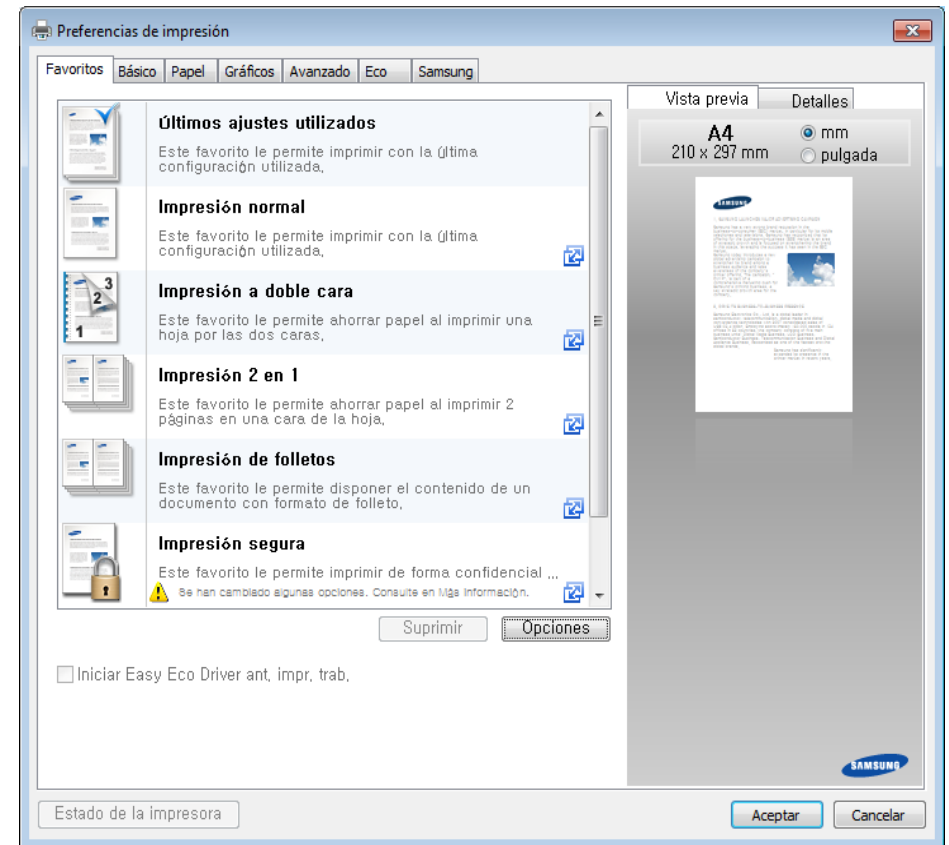 Preferencias de impresión
Favoritos Básico Papel Gráficos Avanzado Eco Samsung
Últimos ajustes utilizados
Este favorito le permite imprimir con la última
configuración utilizada,
Impresión normal
Este favorito le permite imprimir con la última
configuración utilizada,
Impresión a doble cara
Este favorito le permite ahorrar papel al imprimir una
hoja por las dos caras,
Impresión 2 en 1
Este favorito le permite ahorrar papel al imprimir 2
páginas en una cara de la hoja,
Impresión de folletos
Este favorito le permite disponer el contenido de un
documento con formato de folleto,
Impresión segura
Este favorito le permite imprimir de forma confidencial ...
Se han cambiado algunas opciones. Consulte en Más Información.
Suprimir Opciones
Iniciar Easy Eco Driver ant, impr, trab,
Vista previa Detalles
A4 mm
210 x 297 mm pulgada
SAMSUNG
SAMSUNG
Estado de la impresora
Aceptar Cancelar
3
2
1